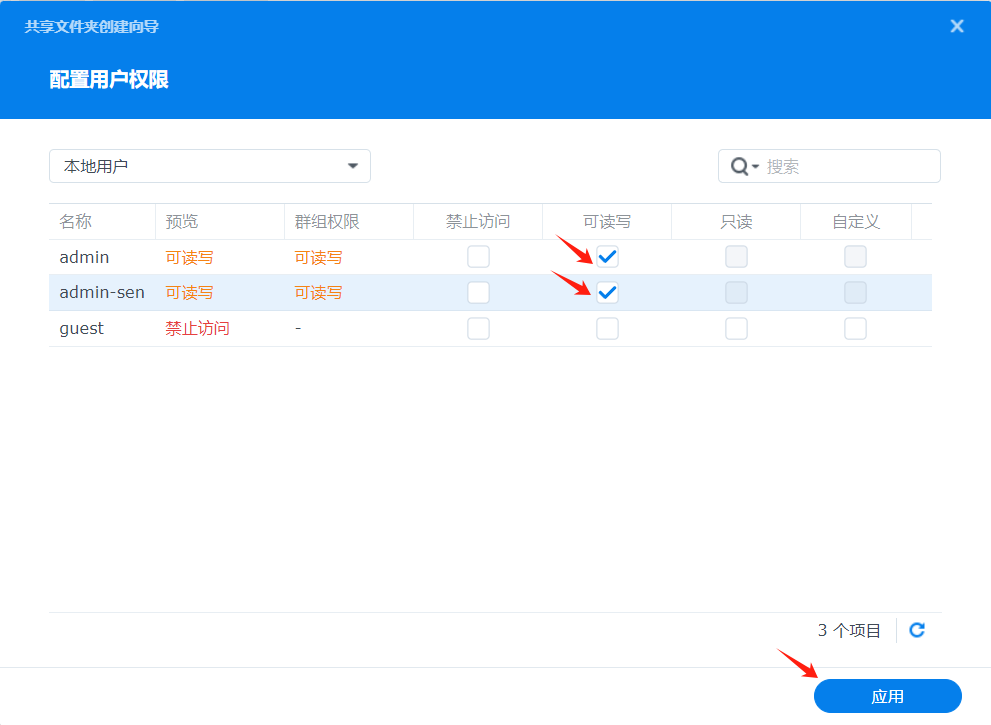 共享文件夹创建向导
配置用户权限
本地用户 搜索
名称 预览 群组权限 禁止访问 可读写 只读 自定义
admin 可读写 可读写
admin-sen 可读写 可读写
guest 禁止访问 -
3 个项目
应用